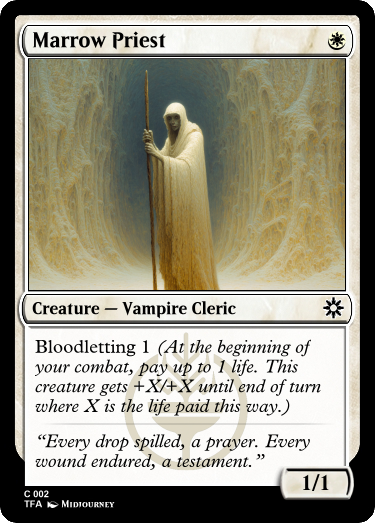 Marrow Priest
Creature — Vampire Cleric
Bloodletting 1 (At the beginning of
your combat, pay up to 1 life. This
creature gets +X/+X until end of turn
where X is the life paid this way.)
“Every drop spilled, a prayer. Every
wound endured, a testament.”
1/1
C 002
TFA Midjourney